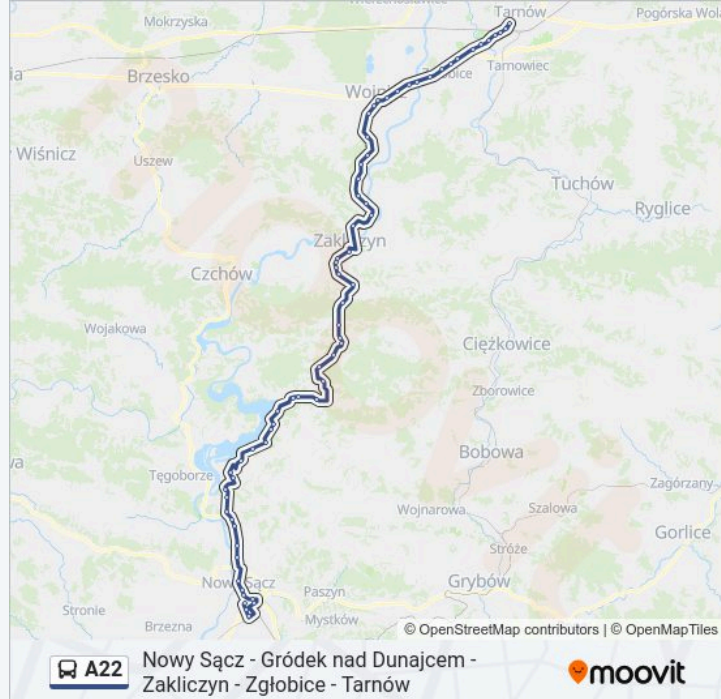 Tarnów
Mokrzyska
Pogórska Wol
Brzesko
Tarnowiec
Wiśnicz
Uszew
Tuchów
Ryglice
Zakliczyn
Czchów
Wojakowa
Ciężkowice
Zborowice
Bobowa
Tęgoborze
Zagórzany
Wojnarowa
Szalowa
Gorlice
Stróże
Nowy Sącz
Paszyn
Grybów
Stronie
Mystków
Brzezna
© OpenStreetMap contributors | © OpenMapTiles
A22
Nowy Sącz - Gródek nad Dunajcem -
Zakliczyn - Zgłobice - Tarnów
moovit